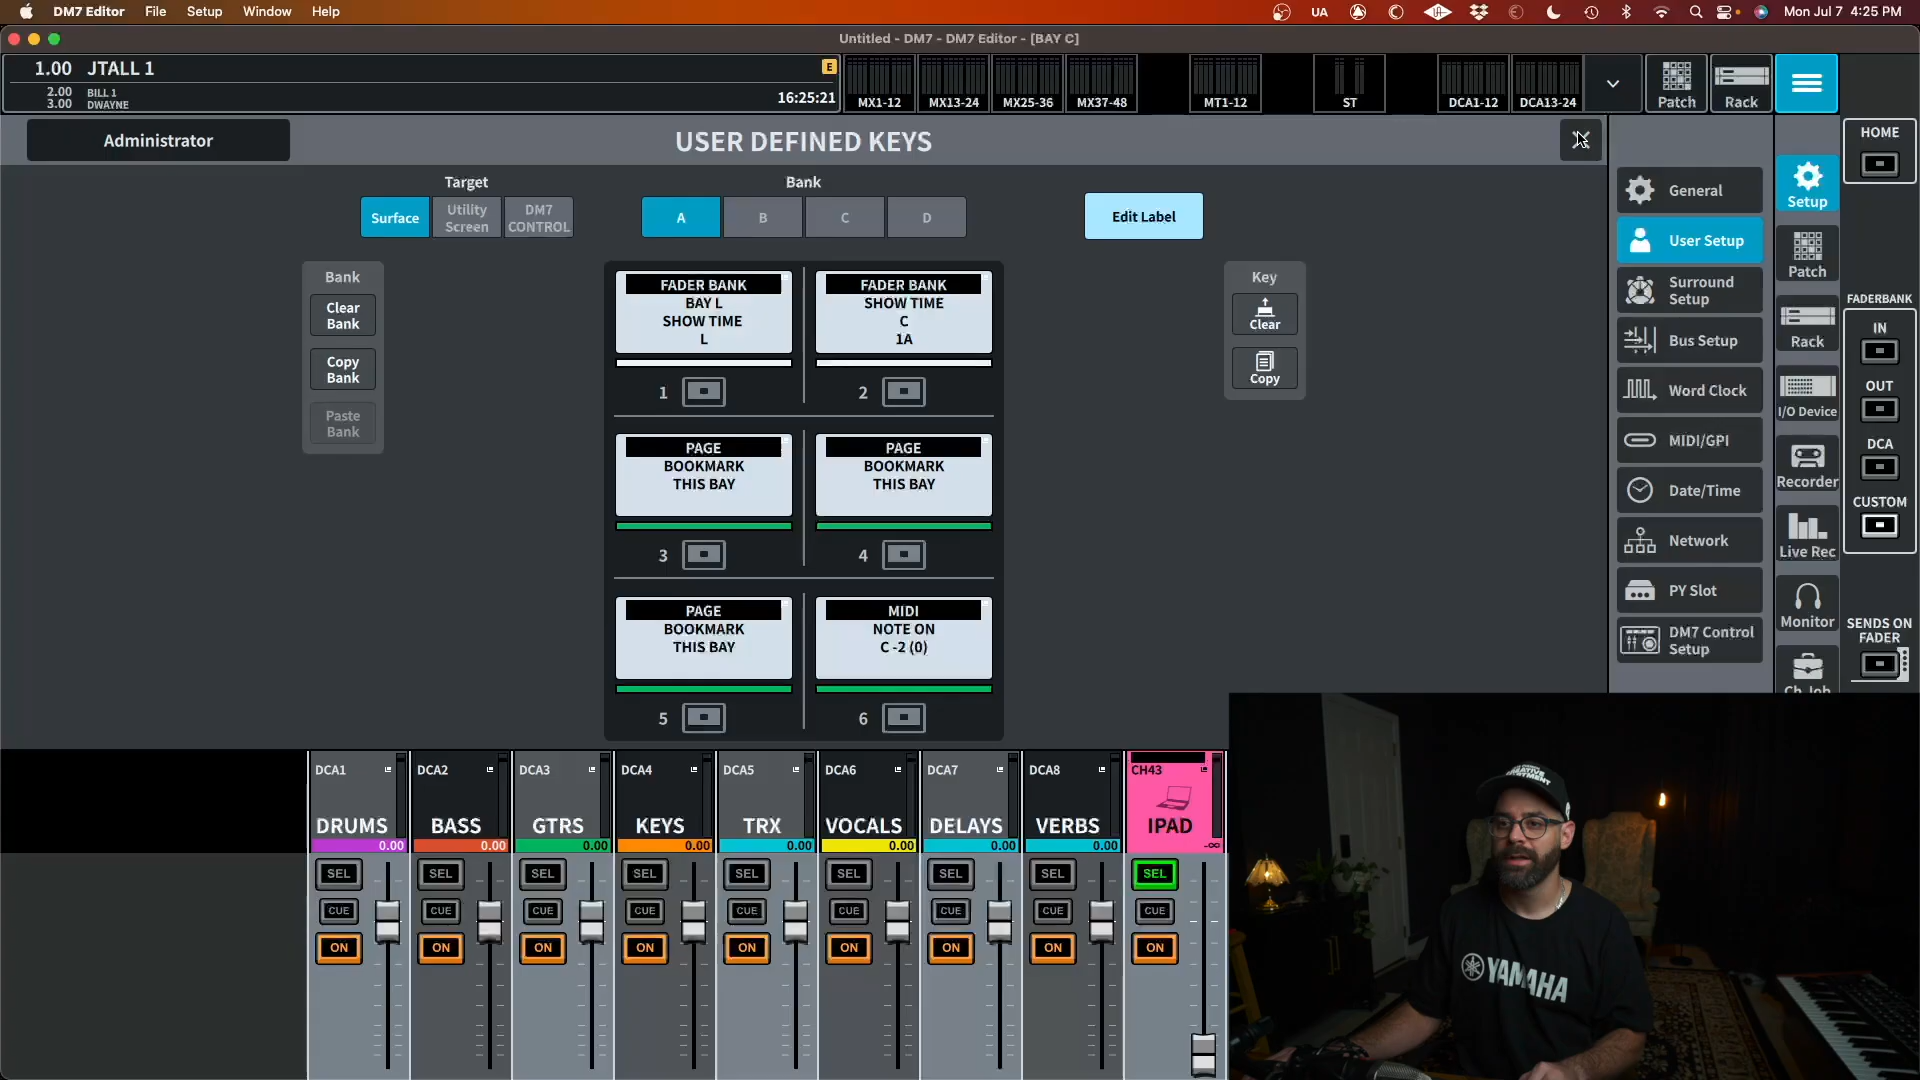 DM7 Editor File Setup Window Help
UA
Mon Jul 7 4:25 PM
Untitled - DM7 - DM7 Editor - [BAY C]
1.00 JTALL 1
E
2.00 BILL 1
3.00 DWAYNE
16:25:21
MX1-12
MX13-24
MX25-36
MX37-48
MT1-12
ST
DCA1-12
DCA13-24
Patch
Rack
Administrator
USER DEFINED KEYS
HOME
Target
Surface
Utility
Screen
DM7
CONTROL
Bank
A
B
C
D
Edit Label
Bank
Clear
Bank
Copy
Bank
Paste
Bank
FADER BANK
BAY L
SHOW TIME
L
1
FADER BANK
SHOW TIME
C
1A
2
PAGE
BOOKMARK
THIS BAY
3
PAGE
BOOKMARK
THIS BAY
4
PAGE
BOOKMARK
THIS BAY
5
MIDI
NOTE ON
C -2 (0)
6
Key
Clear
Copy
General
User Setup
Surround
Setup
Bus Setup
Word Clock
MIDI/GPI
Date/Time
Network
PY Slot
DM7 Control
Setup
Setup
Patch
Rack
I/O Device
Recorder
Live Rec
Monitor
Ch Job
FADERBANK
IN
OUT
DCA
CUSTOM
SENDS ON
FADER
DCA1
DRUMS
0.00
SEL
CUE
ON
DCA2
BASS
0.00
SEL
CUE
ON
DCA3
GTRS
0.00
SEL
CUE
ON
DCA4
KEYS
0.00
SEL
CUE
ON
DCA5
TRX
0.00
SEL
CUE
ON
DCA6
VOCALS
0.00
SEL
CUE
ON
DCA7
DELAYS
0.00
SEL
CUE
ON
DCA8
VERBS
0.00
SEL
CUE
ON
CH43
IPAD
-∞
SEL
CUE
ON
YAMAHA